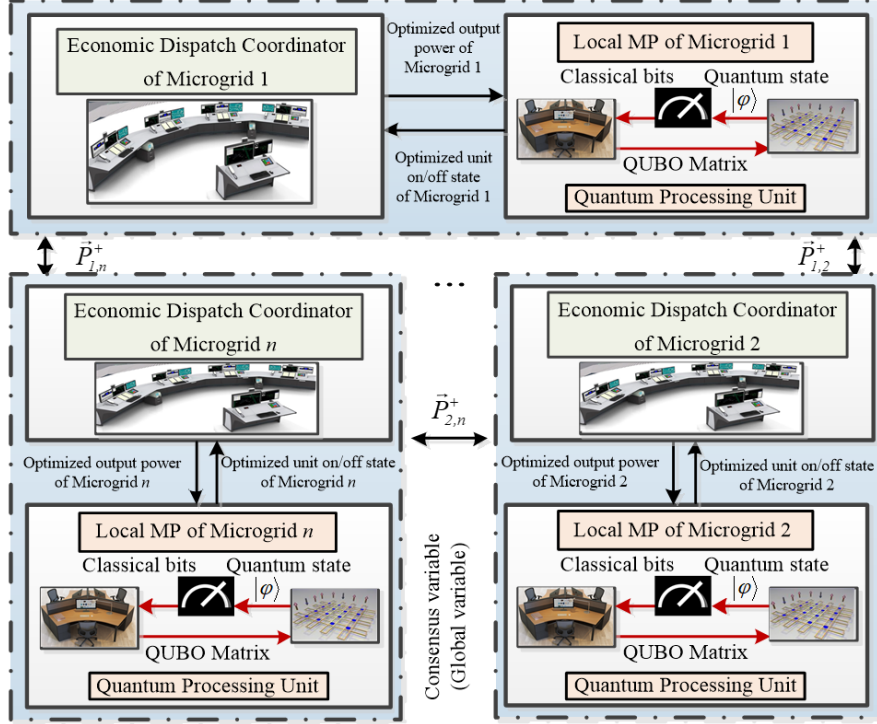 Economic Dispatch Coordinator
of Microgrid 1
Optimized output
power of
Microgrid 1
Optimized unit
on/off state
of Microgrid 1
Local MP of Microgrid 1
Classical bits
Quantum state
|φ⟩
QUBO Matrix
Quantum Processing Unit
P⃗⁺₁,ₙ
P⃗⁺₁,₂
Economic Dispatch Coordinator
of Microgrid n
Optimized output power
of Microgrid n
Optimized unit on/off state
of Microgrid n
Local MP of Microgrid n
Classical bits
Quantum state
|φ⟩
QUBO Matrix
Quantum Processing Unit
...
P⃗⁺₂,ₙ
Consensus variable
(Global variable)
Economic Dispatch Coordinator
of Microgrid 2
Optimized output power
of Microgrid 2
Optimized unit on/off state
of Microgrid 2
Local MP of Microgrid 2
Classical bits
Quantum state
|φ⟩
QUBO Matrix
Quantum Processing Unit